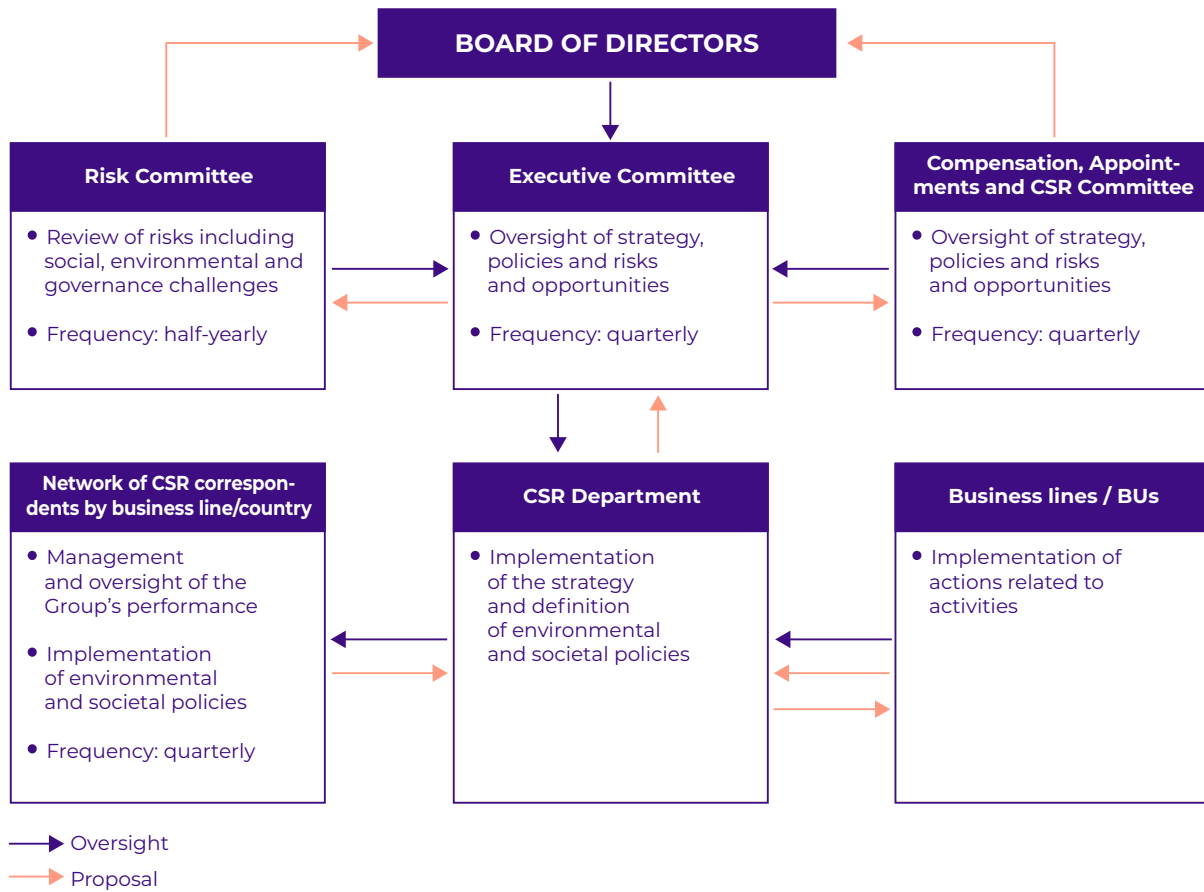 BOARD OF DIRECTORS
Risk Committee
• Review of risks including
social, environmental and
governance challenges
• Frequency: half-yearly
Executive Committee
• Oversight of strategy,
policies and risks
and opportunities
• Frequency: quarterly
Compensation, Appoint-
ments and CSR Committee
• Oversight of strategy,
policies and risks
and opportunities
• Frequency: quarterly
Network of CSR correspon-
dents by business line/country
• Management
and oversight of the
Group’s performance
• Implementation
of environmental
and societal policies
• Frequency: quarterly
CSR Department
• Implementation
of the strategy
and definition
of environmental
and societal policies
Business lines / BUs
• Implementation of
actions related to
activities
Oversight
Proposal